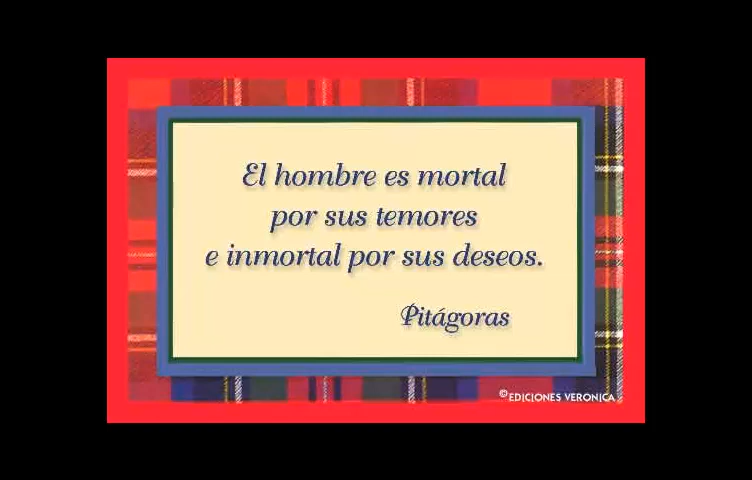 El hombre es mortal
por sus temores
e inmortal por sus deseos.
Pitágoras
©EDICIONES VERONICA